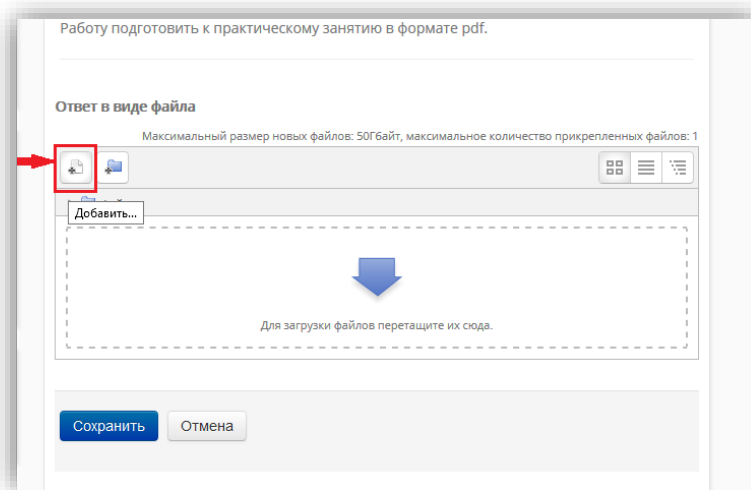 Работу подготовить к практическому занятию в формате pdf.
Ответ в виде файла
Максимальный размер новых файлов: 50Гбайт, максимальное количество прикрепленных файлов: 1
Добавить...
Для загрузки файлов перетащите их сюда.
Сохранить Отмена